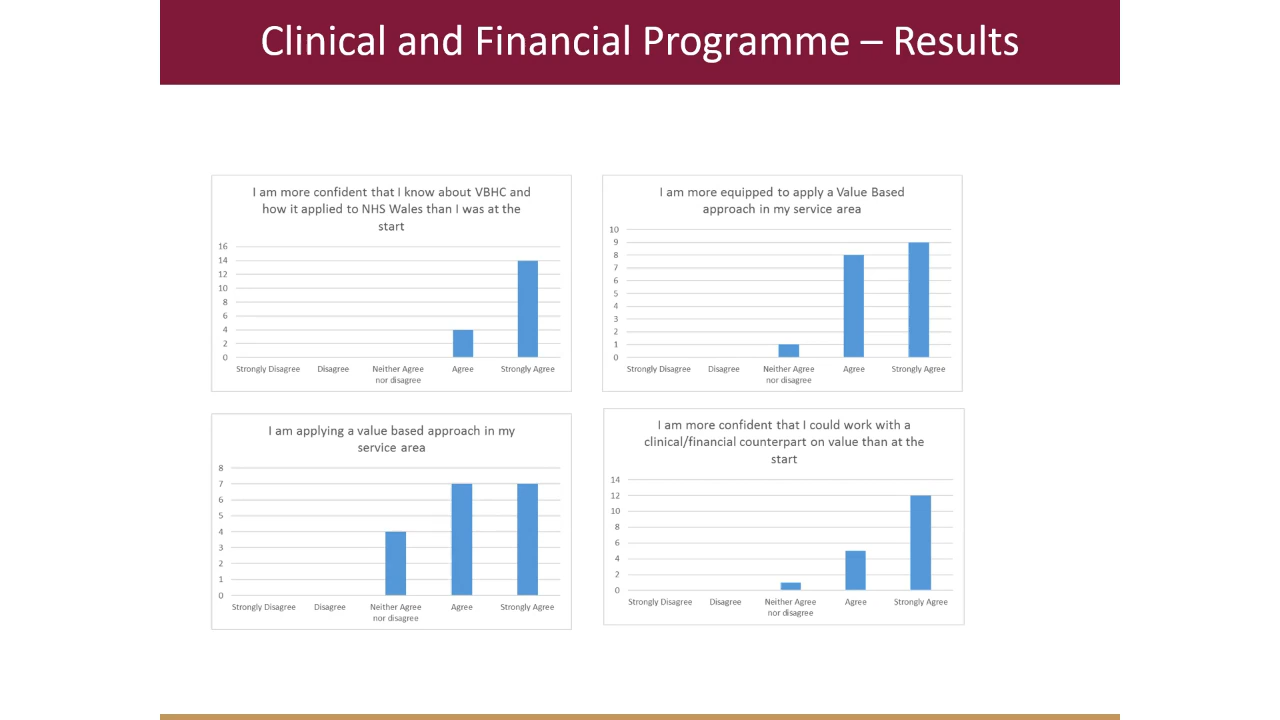 Clinical and Financial Programme – Results
I am more confident that I know about VBHC and
how it applied to NHS Wales than I was at the
start
16
14
12
10
8
6
4
2
0
Strongly Disagree
Disagree
Neither Agree
nor disagree
Agree
Strongly Agree
I am more equipped to apply a Value Based
approach in my service area
10
9
8
7
6
5
4
3
2
1
0
Strongly Disagree
Disagree
Neither Agree
nor disagree
Agree
Strongly Agree
I am applying a value based approach in my
service area
8
7
6
5
4
3
2
1
0
Strongly Disagree
Disagree
Neither Agree
nor disagree
Agree
Strongly Agree
I am more confident that I could work with a
clinical/financial counterpart on value than at the
start
14
12
10
8
6
4
2
0
Strongly Disagree
Disagree
Neither Agree
nor disagree
Agree
Strongly Agree